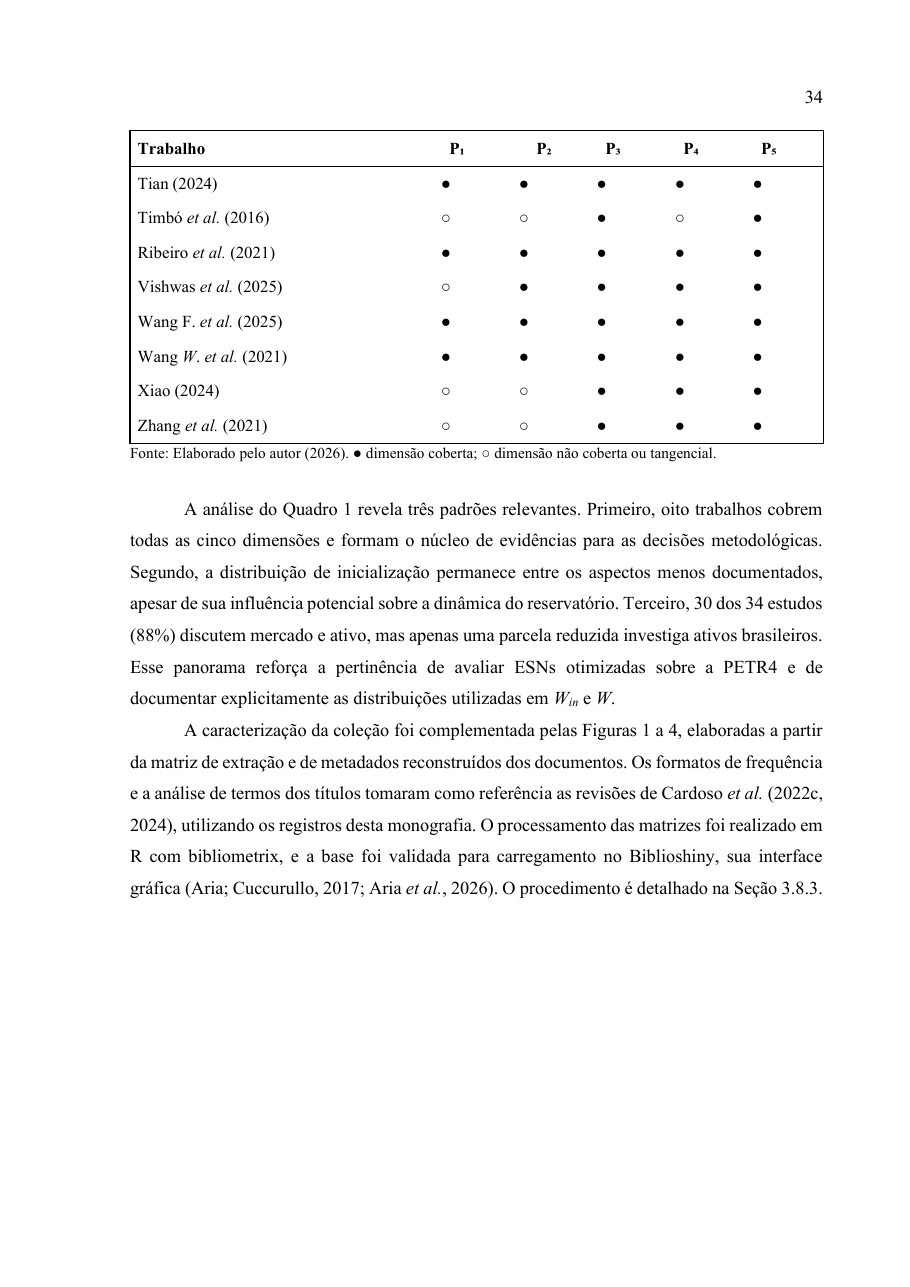 34
Trabalho P₁ P₂ P₃ P₄ P₅
Tian (2024) ● ● ● ● ●
Timbó et al. (2016) ○ ○ ● ○ ●
Ribeiro et al. (2021) ● ● ● ● ●
Vishwas et al. (2025) ○ ● ● ● ●
Wang F. et al. (2025) ● ● ● ● ●
Wang W. et al. (2021) ● ● ● ● ●
Xiao (2024) ○ ○ ● ● ●
Zhang et al. (2021) ○ ○ ● ● ●
Fonte: Elaborado pelo autor (2026). ● dimensão coberta; ○ dimensão não coberta ou tangencial.
A análise do Quadro 1 revela três padrões relevantes. Primeiro, oito trabalhos cobrem
todas as cinco dimensões e formam o núcleo de evidências para as decisões metodológicas.
Segundo, a distribuição de inicialização permanece entre os aspectos menos documentados,
apesar de sua influência potencial sobre a dinâmica do reservatório. Terceiro, 30 dos 34 estudos
(88%) discutem mercado e ativo, mas apenas uma parcela reduzida investiga ativos brasileiros.
Esse panorama reforça a pertinência de avaliar ESNs otimizadas sobre a PETR4 e de
documentar explicitamente as distribuições utilizadas em Win e W.
A caracterização da coleção foi complementada pelas Figuras 1 a 4, elaboradas a partir
da matriz de extração e de metadados reconstruídos dos documentos. Os formatos de frequência
e a análise de termos dos títulos tomaram como referência as revisões de Cardoso et al. (2022c,
2024), utilizando os registros desta monografia. O processamento das matrizes foi realizado em
R com bibliometrix, e a base foi validada para carregamento no Biblioshiny, sua interface
gráfica (Aria; Cuccurullo, 2017; Aria et al., 2026). O procedimento é detalhado na Seção 3.8.3.